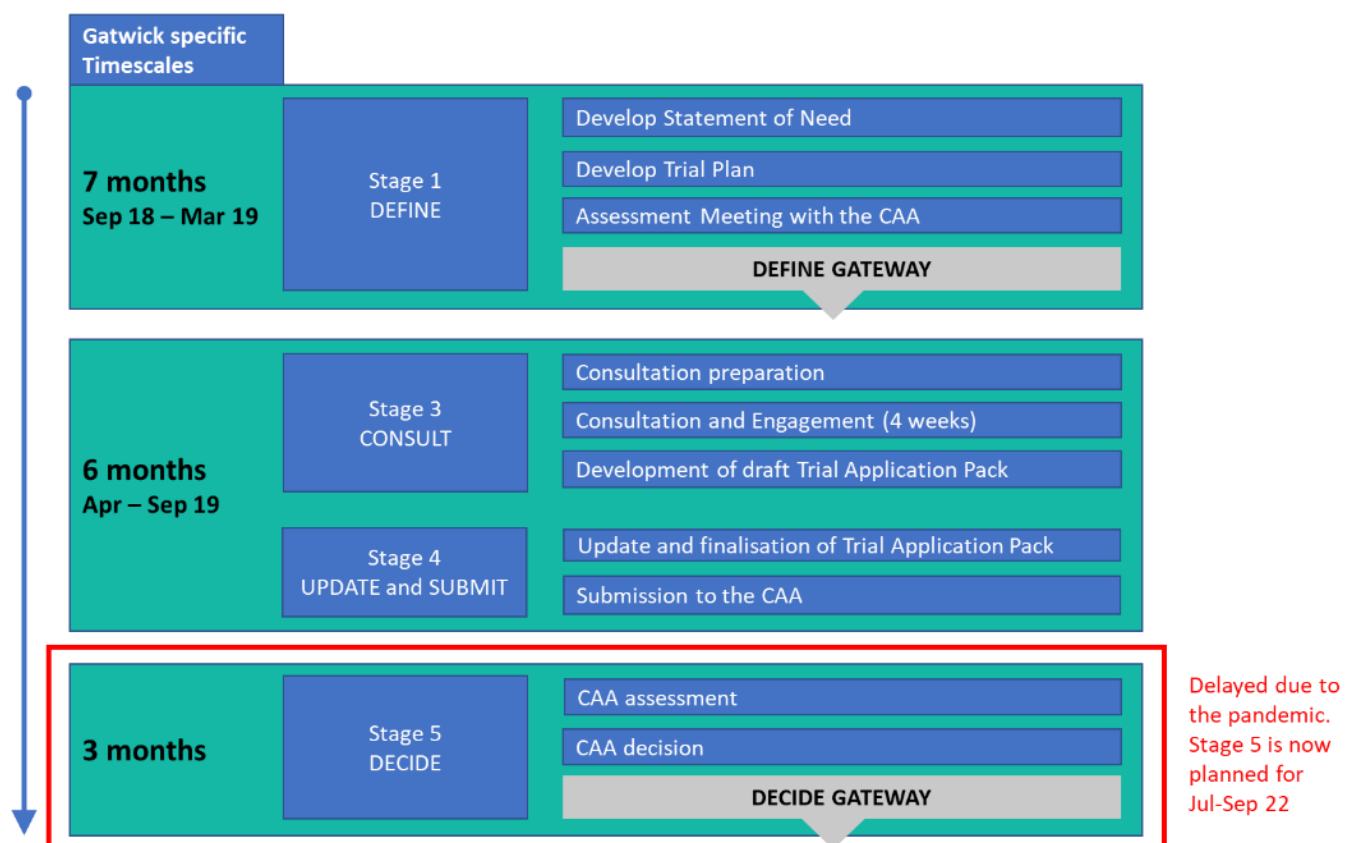 Gatwick specific
Timescales
7 months
Sep 18 – Mar 19
Stage 1
DEFINE
Develop Statement of Need
Develop Trial Plan
Assessment Meeting with the CAA
DEFINE GATEWAY
6 months
Apr – Sep 19
Stage 3
CONSULT
Consultation preparation
Consultation and Engagement (4 weeks)
Development of draft Trial Application Pack
Stage 4
UPDATE and SUBMIT
Update and finalisation of Trial Application Pack
Submission to the CAA
3 months
Stage 5
DECIDE
CAA assessment
CAA decision
DECIDE GATEWAY
Delayed due to
the pandemic.
Stage 5 is now
planned for
Jul-Sep 22